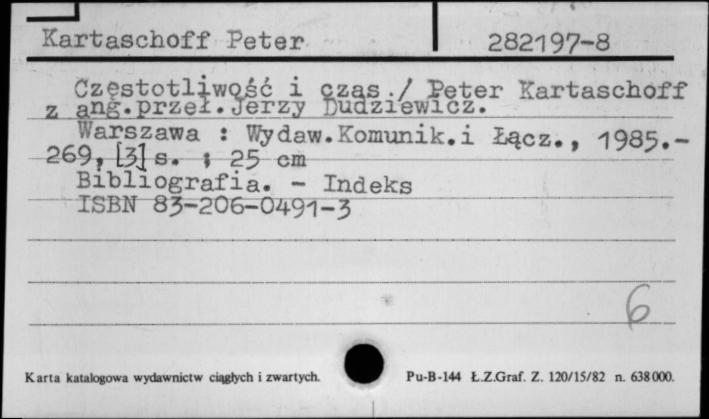 Kartaschoff Peter 282197-8
Częstotliwość i czas / Peter Kartaschoff
z ang.przeł.Jerzy Dudziewicz.
Warszawa : Wydaw.Komunik.i Łącz., 1985.-
269, [3] s. ; 25 cm
Bibliografia. - Indeks
ISBN 83-206-0491-3
6
Karta katalogowa wydawnictw ciągłych i zwartych. Pu-B-144 Ł.Z.Graf. Z. 120/15/82 n. 638000.